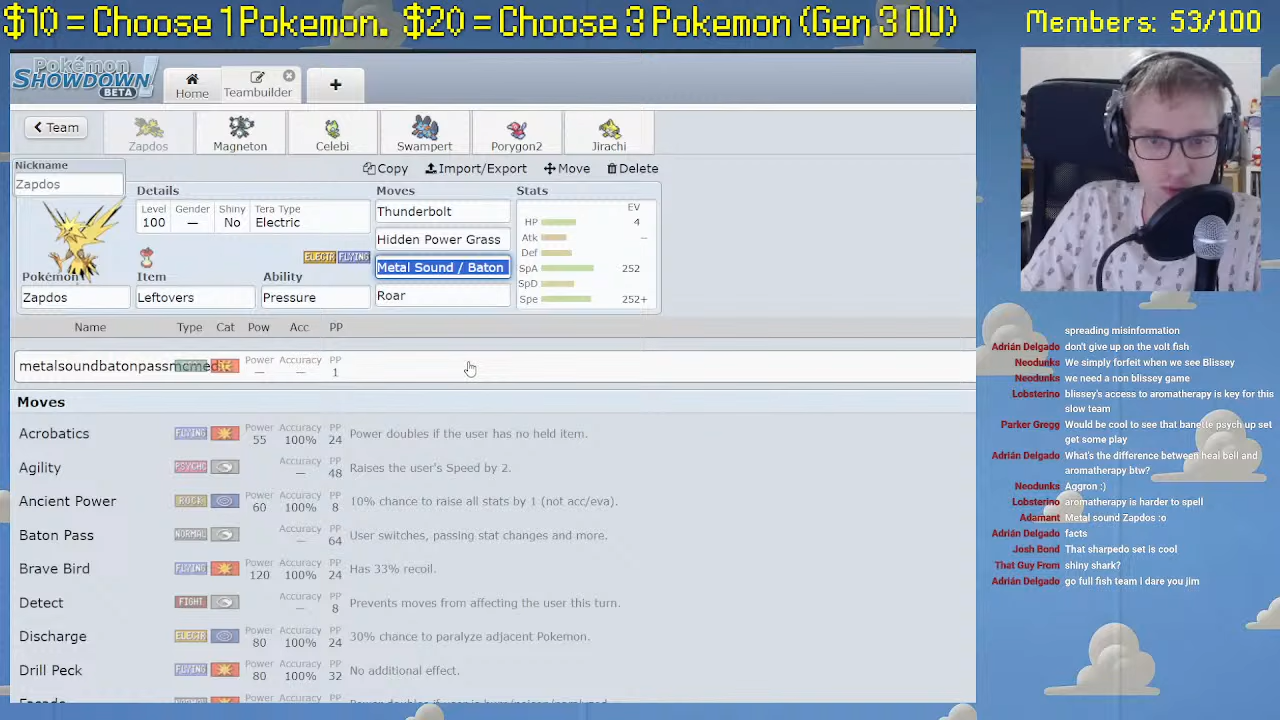 $10 = Choose 1 Pokemon. $20 = Choose 3 Pokemon (Gen 3 OU)
Members: 53/100
Pokémon
SHOWDOWN!
BETA
Home
Teambuilder
+
Team
Zapdos
Magneton
Celebi
Swampert
Porygon2
Jirachi
Copy
Import/Export
Move
Delete
Nickname
Zapdos
Details
Level
100
Gender
—
Shiny
No
Tera Type
Electric
ELECTR FLYING
Pokémon
Zapdos
Item
Leftovers
Ability
Pressure
Moves
Thunderbolt
Hidden Power Grass
Metal Sound / Baton
Roar
Stats
EV
HP 4
Atk --
Def
SpA 252
SpD
Spe 252+
Name Type Cat Pow Acc PP
Power — Accuracy — PP 1
Moves
Acrobatics FLYING Power 55 Accuracy 100% PP 24 Power doubles if the user has no held item.
Agility PSYCHC Accuracy — PP 48 Raises the user's Speed by 2.
Ancient Power ROCK Power 60 Accuracy 100% PP 8 10% chance to raise all stats by 1 (not acc/eva).
Baton Pass NORMAL Accuracy — PP 64 User switches, passing stat changes and more.
Brave Bird FLYING Power 120 Accuracy 100% PP 24 Has 33% recoil.
Detect FIGHT Accuracy — PP 8 Prevents moves from affecting the user this turn.
Discharge ELECTR Power 80 Accuracy 100% PP 24 30% chance to paralyze adjacent Pokemon.
Drill Peck FLYING Power 80 Accuracy 100% PP 32 No additional effect.
spreading misinformation
Adrián Delgado don't give up on the volt fish
Neodunks We simply forfeit when we see Blissey
Neodunks we need a non blissey game
Lobsterino blissey's access to aromatherapy is key for this
slow team
Parker Gregg Would be cool to see that banette psych up set
get some play
Adrián Delgado What's the difference between heal bell and
aromatherapy btw?
Neodunks Aggron :)
Lobsterino aromatherapy is harder to spell
Adamant Metal sound Zapdos :o
Adrián Delgado facts
Josh Bond That sharpedo set is cool
That Guy From shiny shark?
Adrián Delgado go full fish team I dare you jim